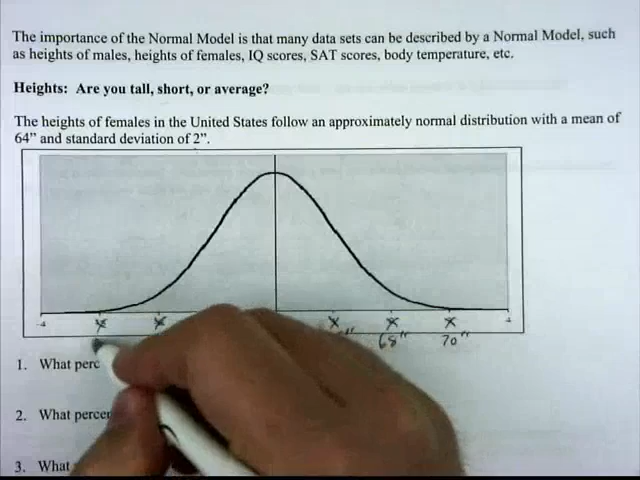 The importance of the Normal Model is that many data sets can be described by a Normal Model, such
as heights of males, heights of females, IQ scores, SAT scores, body temperature, etc.
Heights: Are you tall, short, or average?
The heights of females in the United States follow an approximately normal distribution with a mean of
64” and standard deviation of 2”.
-4 4
68" 70"
1. What perc
2. What percen
3. What